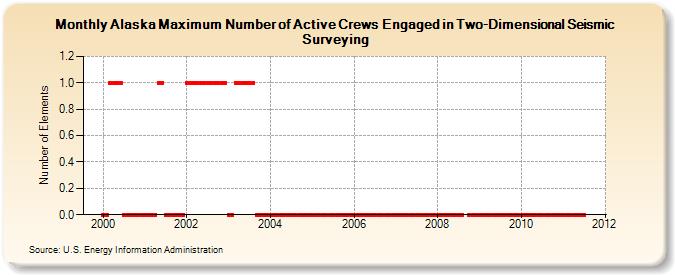 Monthly Alaska Maximum Number of Active Crews Engaged in Two-Dimensional Seismic
Surveying
Number of Elements
1.2
1.0
0.8
0.6
0.4
0.2
0.0
2000 2002 2004 2006 2008 2010 2012
Source: U.S. Energy Information Administration